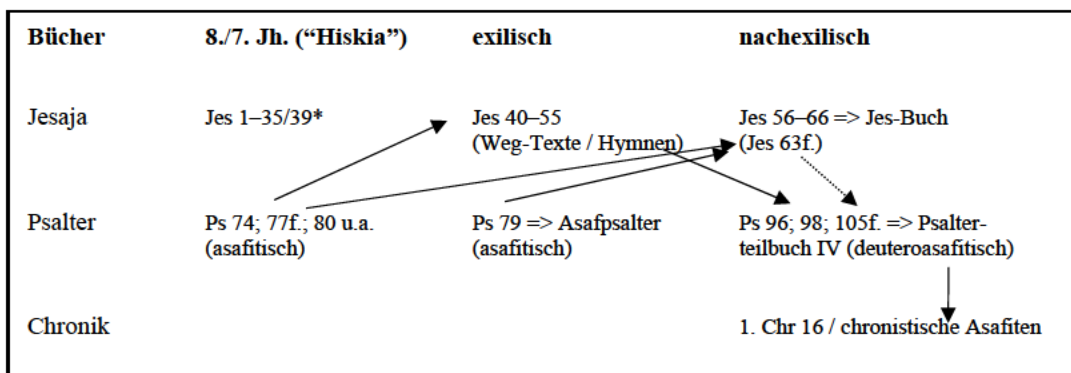 Bücher 8./7. Jh. (“Hiskia”) exilisch nachexilisch
Jesaja Jes 1–35/39* Jes 40–55 Jes 56–66 => Jes-Buch
(Weg-Texte / Hymnen) (Jes 63f.)
Psalter Ps 74; 77f.; 80 u.a. Ps 79 => Asafpsalter Ps 96; 98; 105f. => Psalter-
(asafitisch) (asafitisch) teilbuch IV (deuteroasafitisch)
Chronik 1. Chr 16 / chronistische Asafiten